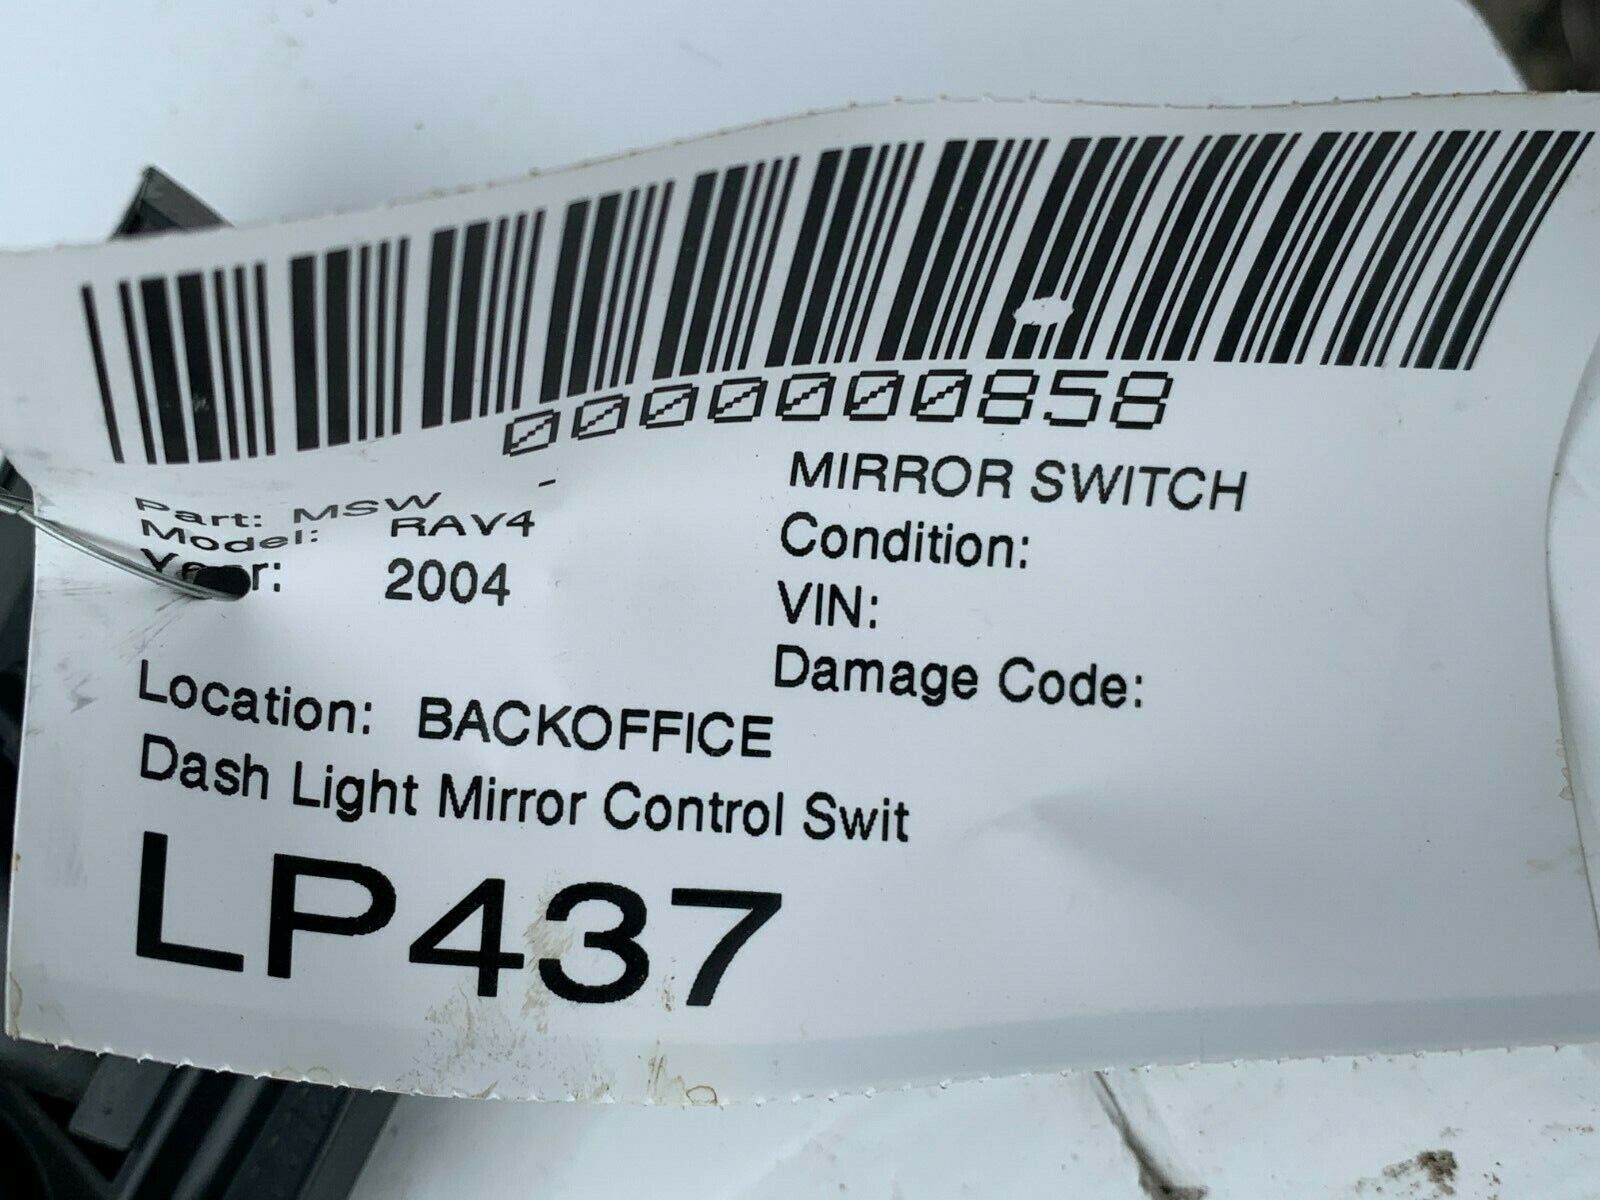 0000000858
Part: MSW - MIRROR SWITCH
Model: RAV4 Condition:
Year: 2004 VIN:
Damage Code:
Location: BACKOFFICE
Dash Light Mirror Control Swit
LP437